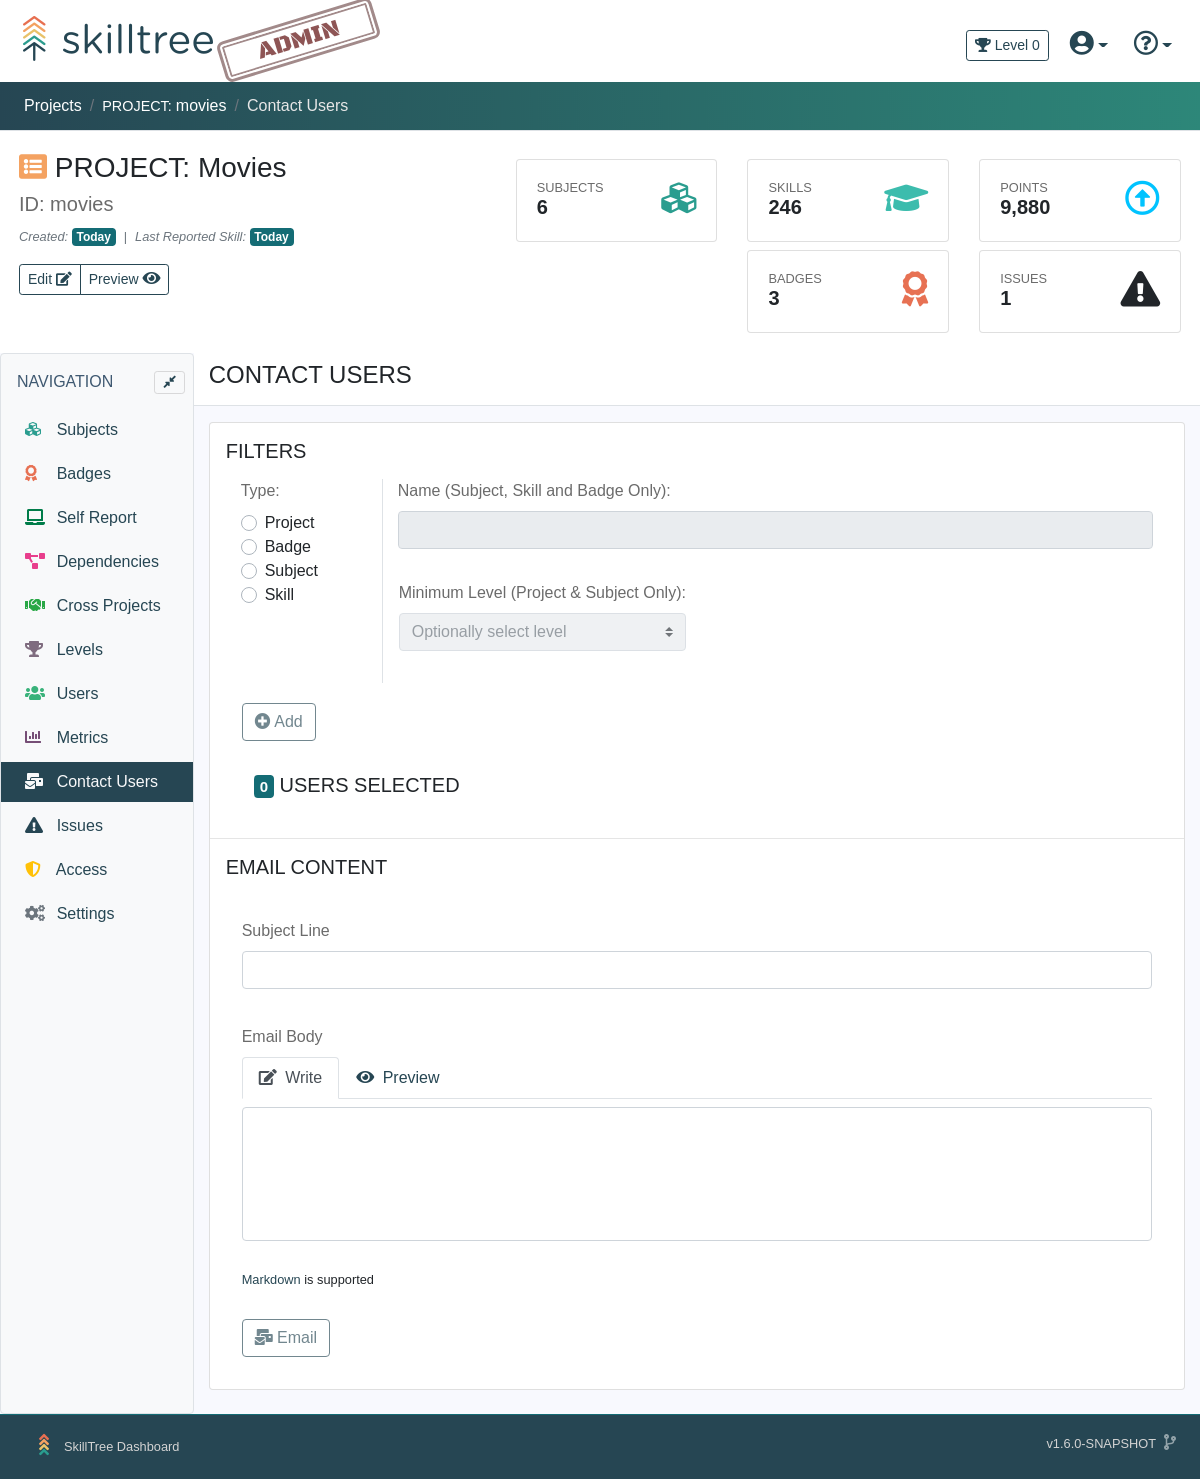 skilltree
ADMIN
Level 0
Projects / PROJECT: movies / Contact Users
PROJECT: Movies
ID: movies
Created: Today | Last Reported Skill: Today
Edit Preview
SUBJECTS
6
SKILLS
246
POINTS
9,880
BADGES
3
ISSUES
1
NAVIGATION
Subjects
Badges
Self Report
Dependencies
Cross Projects
Levels
Users
Metrics
Contact Users
Issues
Access
Settings
CONTACT USERS
FILTERS
Type:
Project
Badge
Subject
Skill
Name (Subject, Skill and Badge Only):
Minimum Level (Project & Subject Only):
Optionally select level
Add
0 USERS SELECTED
EMAIL CONTENT
Subject Line
Email Body
Write Preview
Markdown is supported
Email
SkillTree Dashboard
v1.6.0-SNAPSHOT